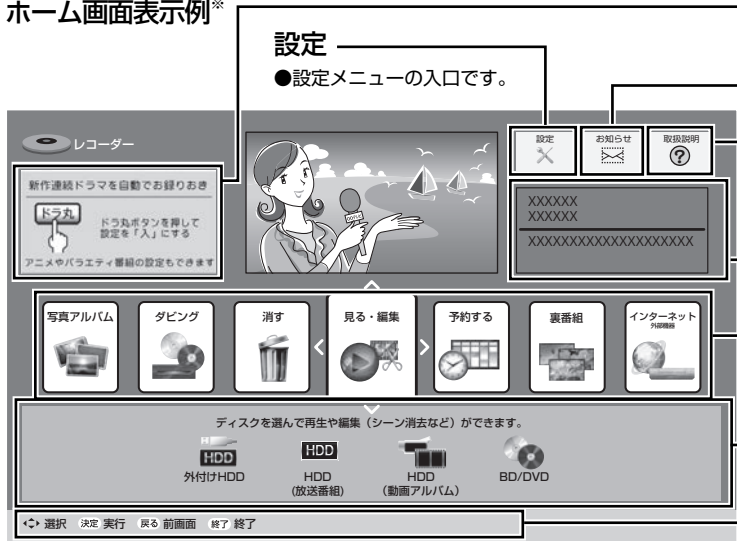 ホーム画面表示例※
設定
●設定メニューの入口です。
レコーダー
設定
お知らせ
取扱説明
?
新作連続ドラマを自動でお録りおき
ドラ丸
ドラ丸ボタンを押して
設定を「入」にする
アニメやバラエティ番組の設定もできます
XXXXXX
XXXXXX
XXXXXXXXXXXXXXXXXXXXX
写真アルバム
ダビング
消す
見る・編集
予約する
裏番組
インターネット
外部機器
ディスクを選んで再生や編集（シーン消去など）ができます。
HDD
外付けHDD
HDD
HDD
(放送番組)
HDD
(動画アルバム)
BD/DVD
選択 決定 実行 戻る 前画面 終了 終了